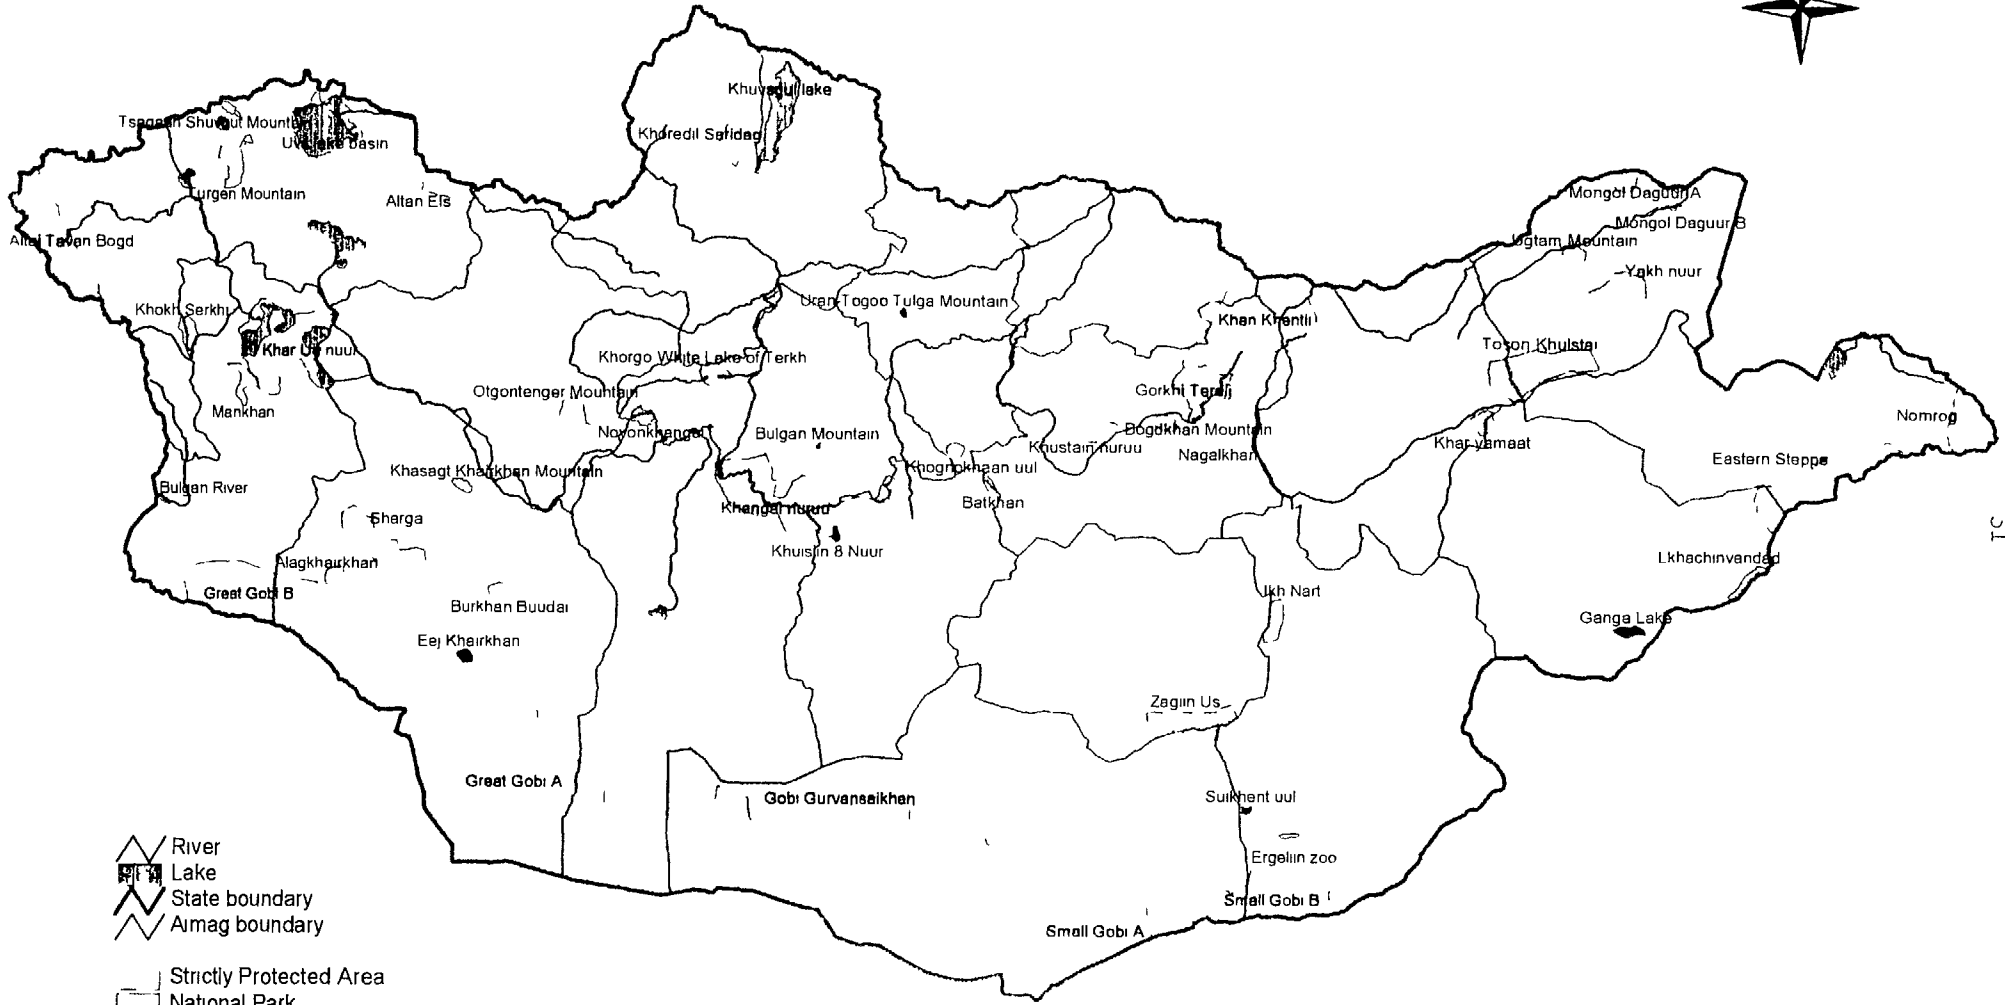 Khuvsgul lake
Tsagaan Shuvuut Mountain
Khoredil Saridag
Uvs lake basin
Turgen Mountain
Altan Els
Mongol Daguur A
Mongol Daguur B
Altai Tavan Bogd
Ugtam Mountain
Yakh nuur
Uran-Togoo Tulga Mountain
Khokh Serkhi
Khan Khentii
Khar Us nuur
Khorgo White Lake of Terkh
Toson Khulstai
Otgontenger Mountain
Gorkhi Terelj
Mankhan
Nomrog
Noyonkhangai
Bulgan Mountain
Bogdkhan Mountain
Khustain nuruu
Nagalkhan
Khar yamaat
Khasagt Khairkhan Mountain
Khognokhaan uul
Eastern Steppe
Bulgan River
Batkhan
Khangai nuruu
Sharga
Khuisiin 8 Nuur
Alagkhairkhan
Lkhachinvandad
Great Gobi B
Burkhan Buudai
Ikh Nart
Ganga Lake
Eej Khairkhan
Zagiin Us
Great Gobi A
Gobi Gurvansaikhan
Suikhent uul
River
Ergeliin zoo
Lake
State boundary
Small Gobi B
Aimag boundary
Small Gobi A
Strictly Protected Area
National Park